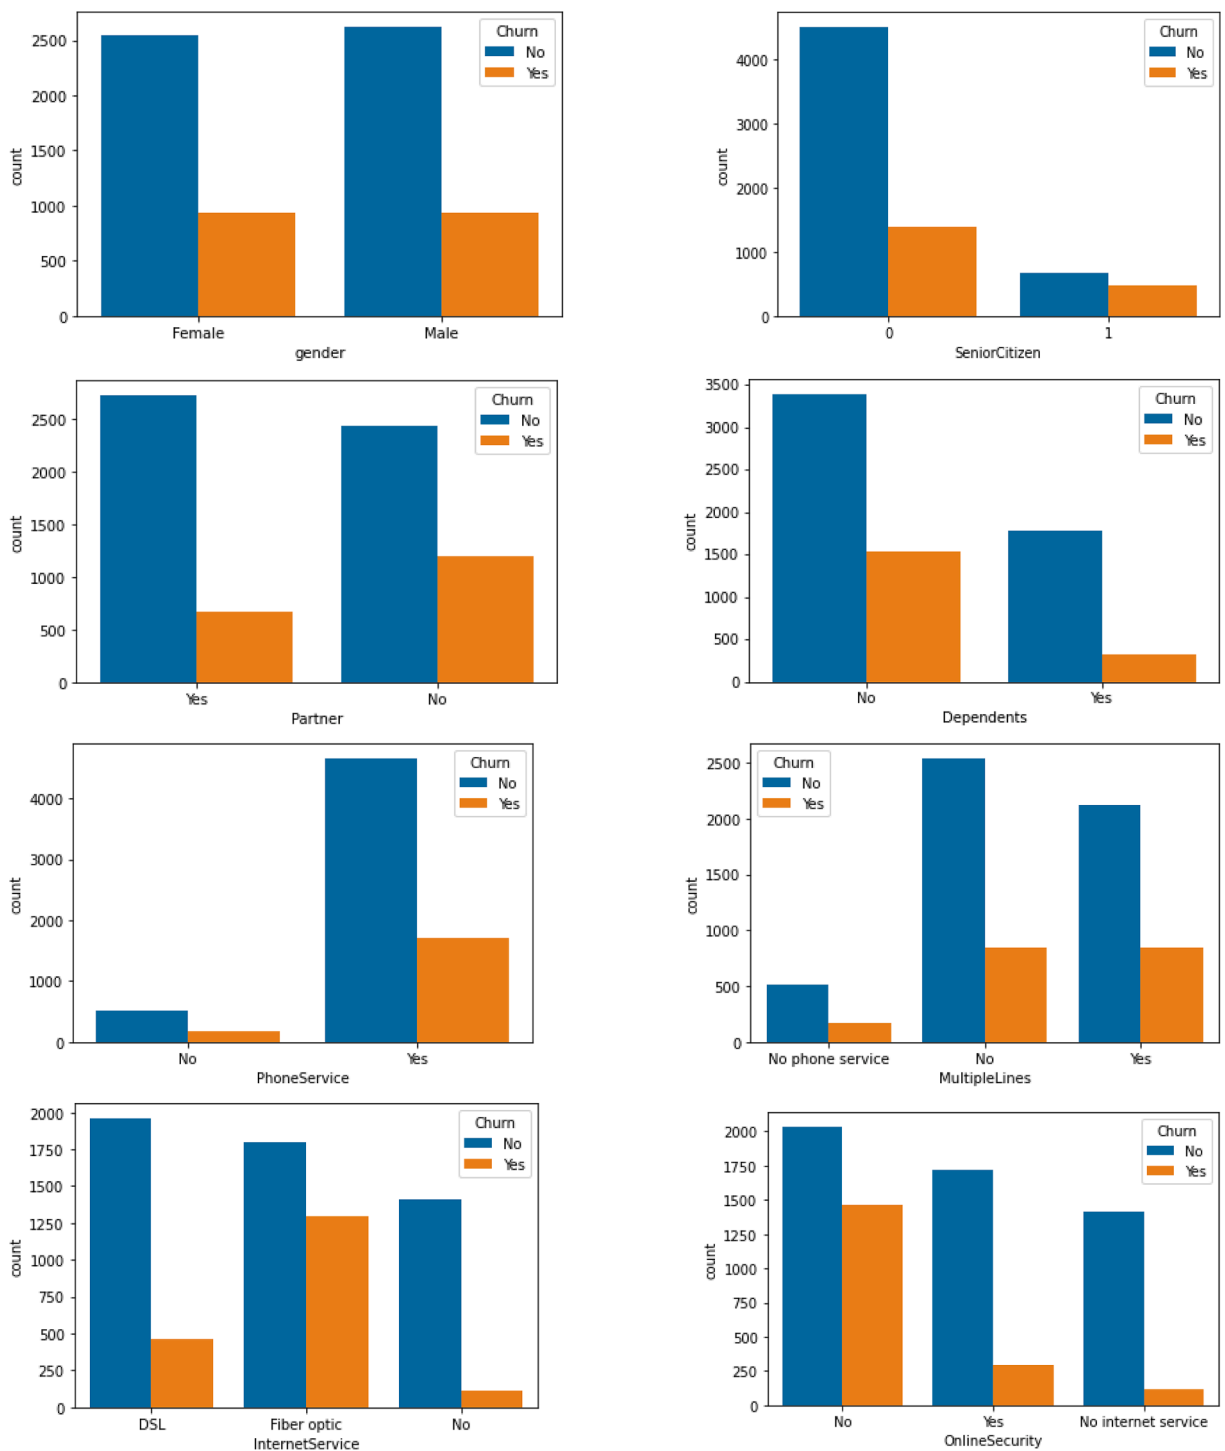 Churn
No
Yes
2500
2000
1500
1000
500
0
count
Female Male
gender
Churn
No
Yes
4000
3000
2000
1000
0
count
0 1
SeniorCitizen
Churn
No
Yes
2500
2000
1500
1000
500
0
count
Yes No
Partner
Churn
No
Yes
3500
3000
2500
2000
1500
1000
500
0
count
No Yes
Dependents
Churn
No
Yes
4000
3000
2000
1000
0
count
No Yes
PhoneService
Churn
No
Yes
2500
2000
1500
1000
500
0
count
No phone service No Yes
MultipleLines
Churn
No
Yes
2000
1750
1500
1250
1000
750
500
250
0
count
DSL Fiber optic No
InternetService
Churn
No
Yes
2000
1750
1500
1250
1000
750
500
250
0
count
No Yes No internet service
OnlineSecurity